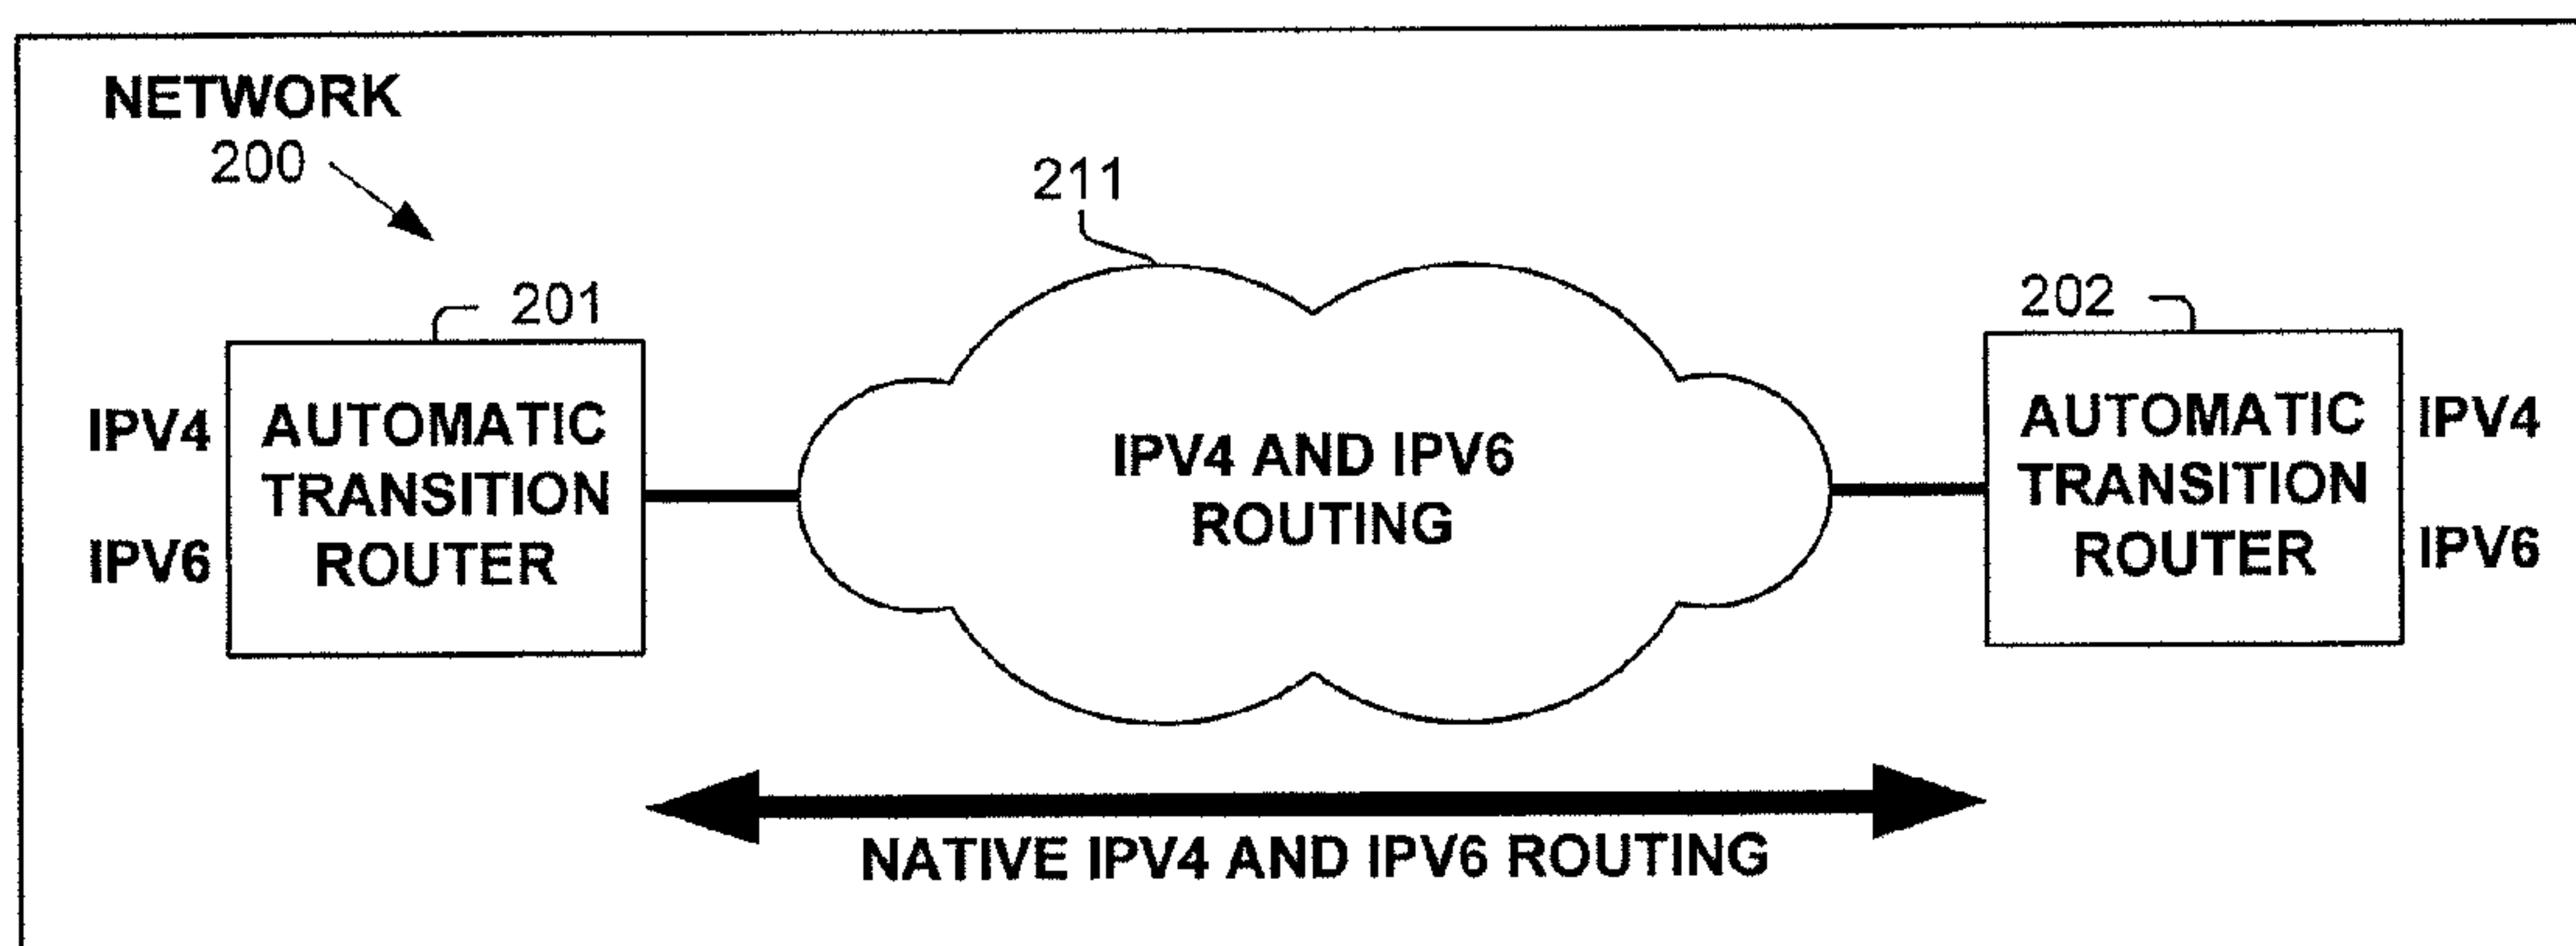 NETWORK
200
211
201
202
IPV4
IPV6
AUTOMATIC
TRANSITION
ROUTER
IPV4 AND IPV6
ROUTING
AUTOMATIC
TRANSITION
ROUTER
IPV4
IPV6
NATIVE IPV4 AND IPV6 ROUTING